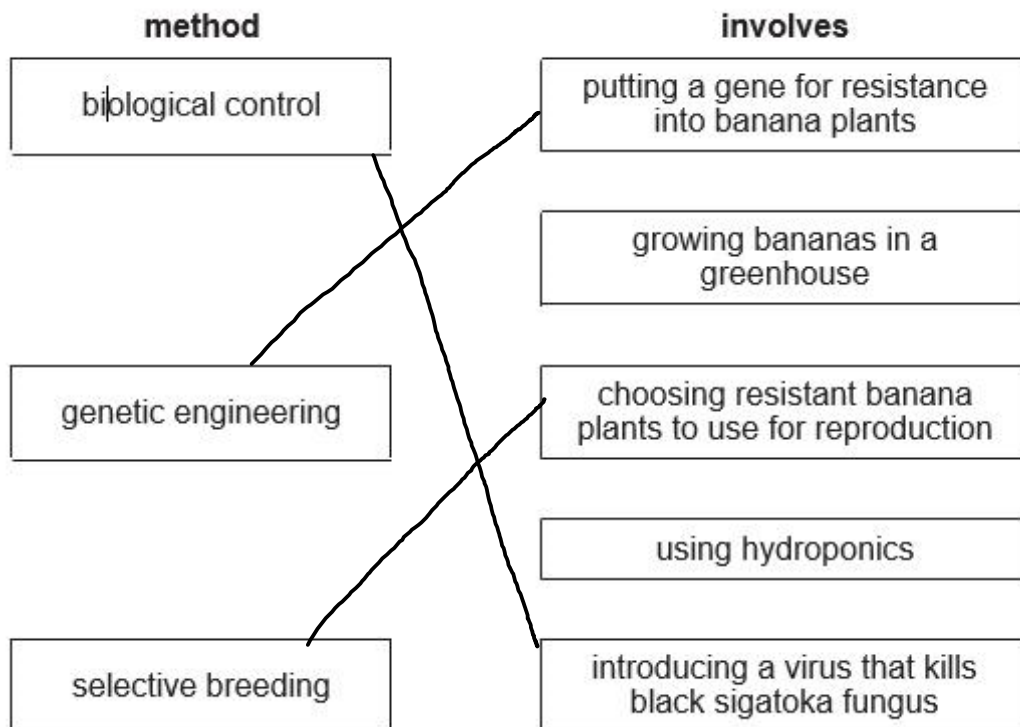 method
involves
biological control
putting a gene for resistance
into banana plants
growing bananas in a
greenhouse
genetic engineering
choosing resistant banana
plants to use for reproduction
using hydroponics
selective breeding
introducing a virus that kills
black sigatoka fungus